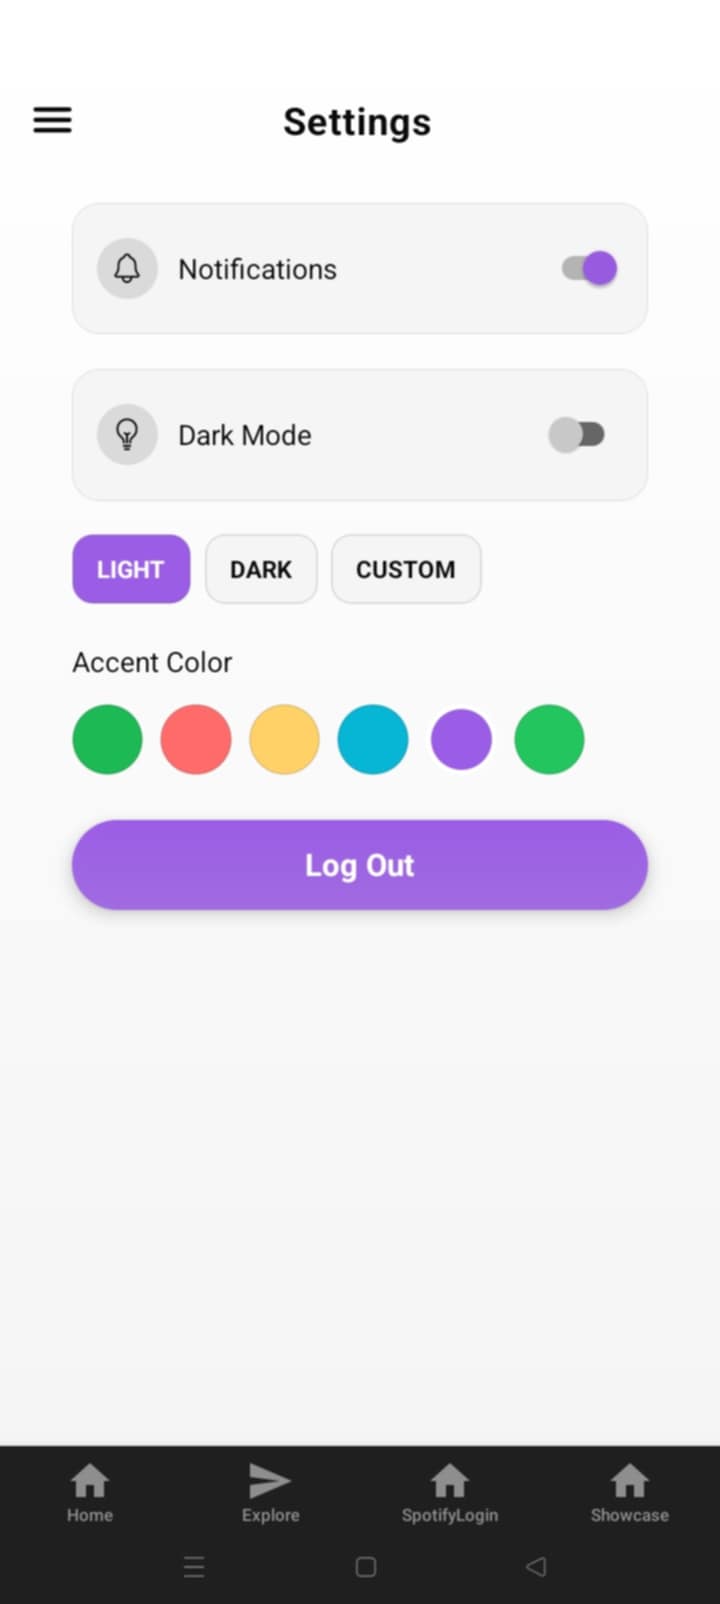 Settings
Notifications
Dark Mode
LIGHT DARK CUSTOM
Accent Color
Log Out
Home Explore SpotifyLogin Showcase